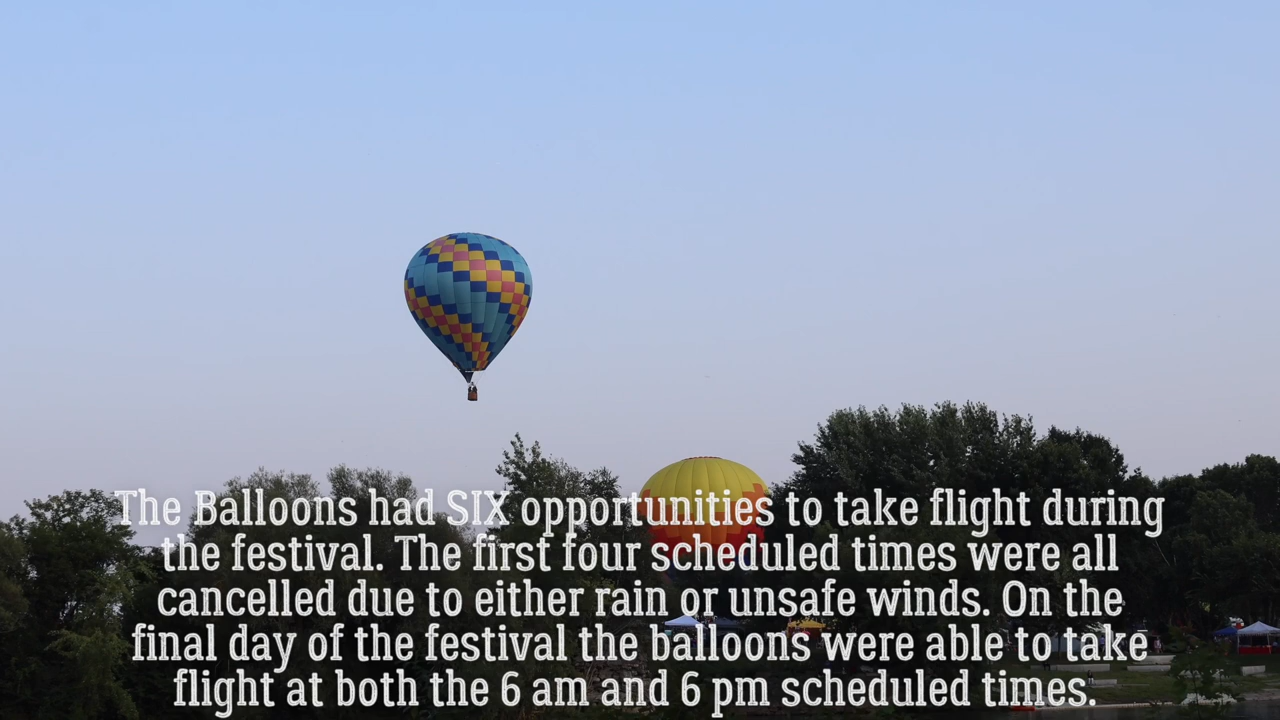 The Balloons had SIX opportunities to take flight during
the festival. The first four scheduled times were all
cancelled due to either rain or unsafe winds. On the
final day of the festival the balloons were able to take
flight at both the 6 am and 6 pm scheduled times.